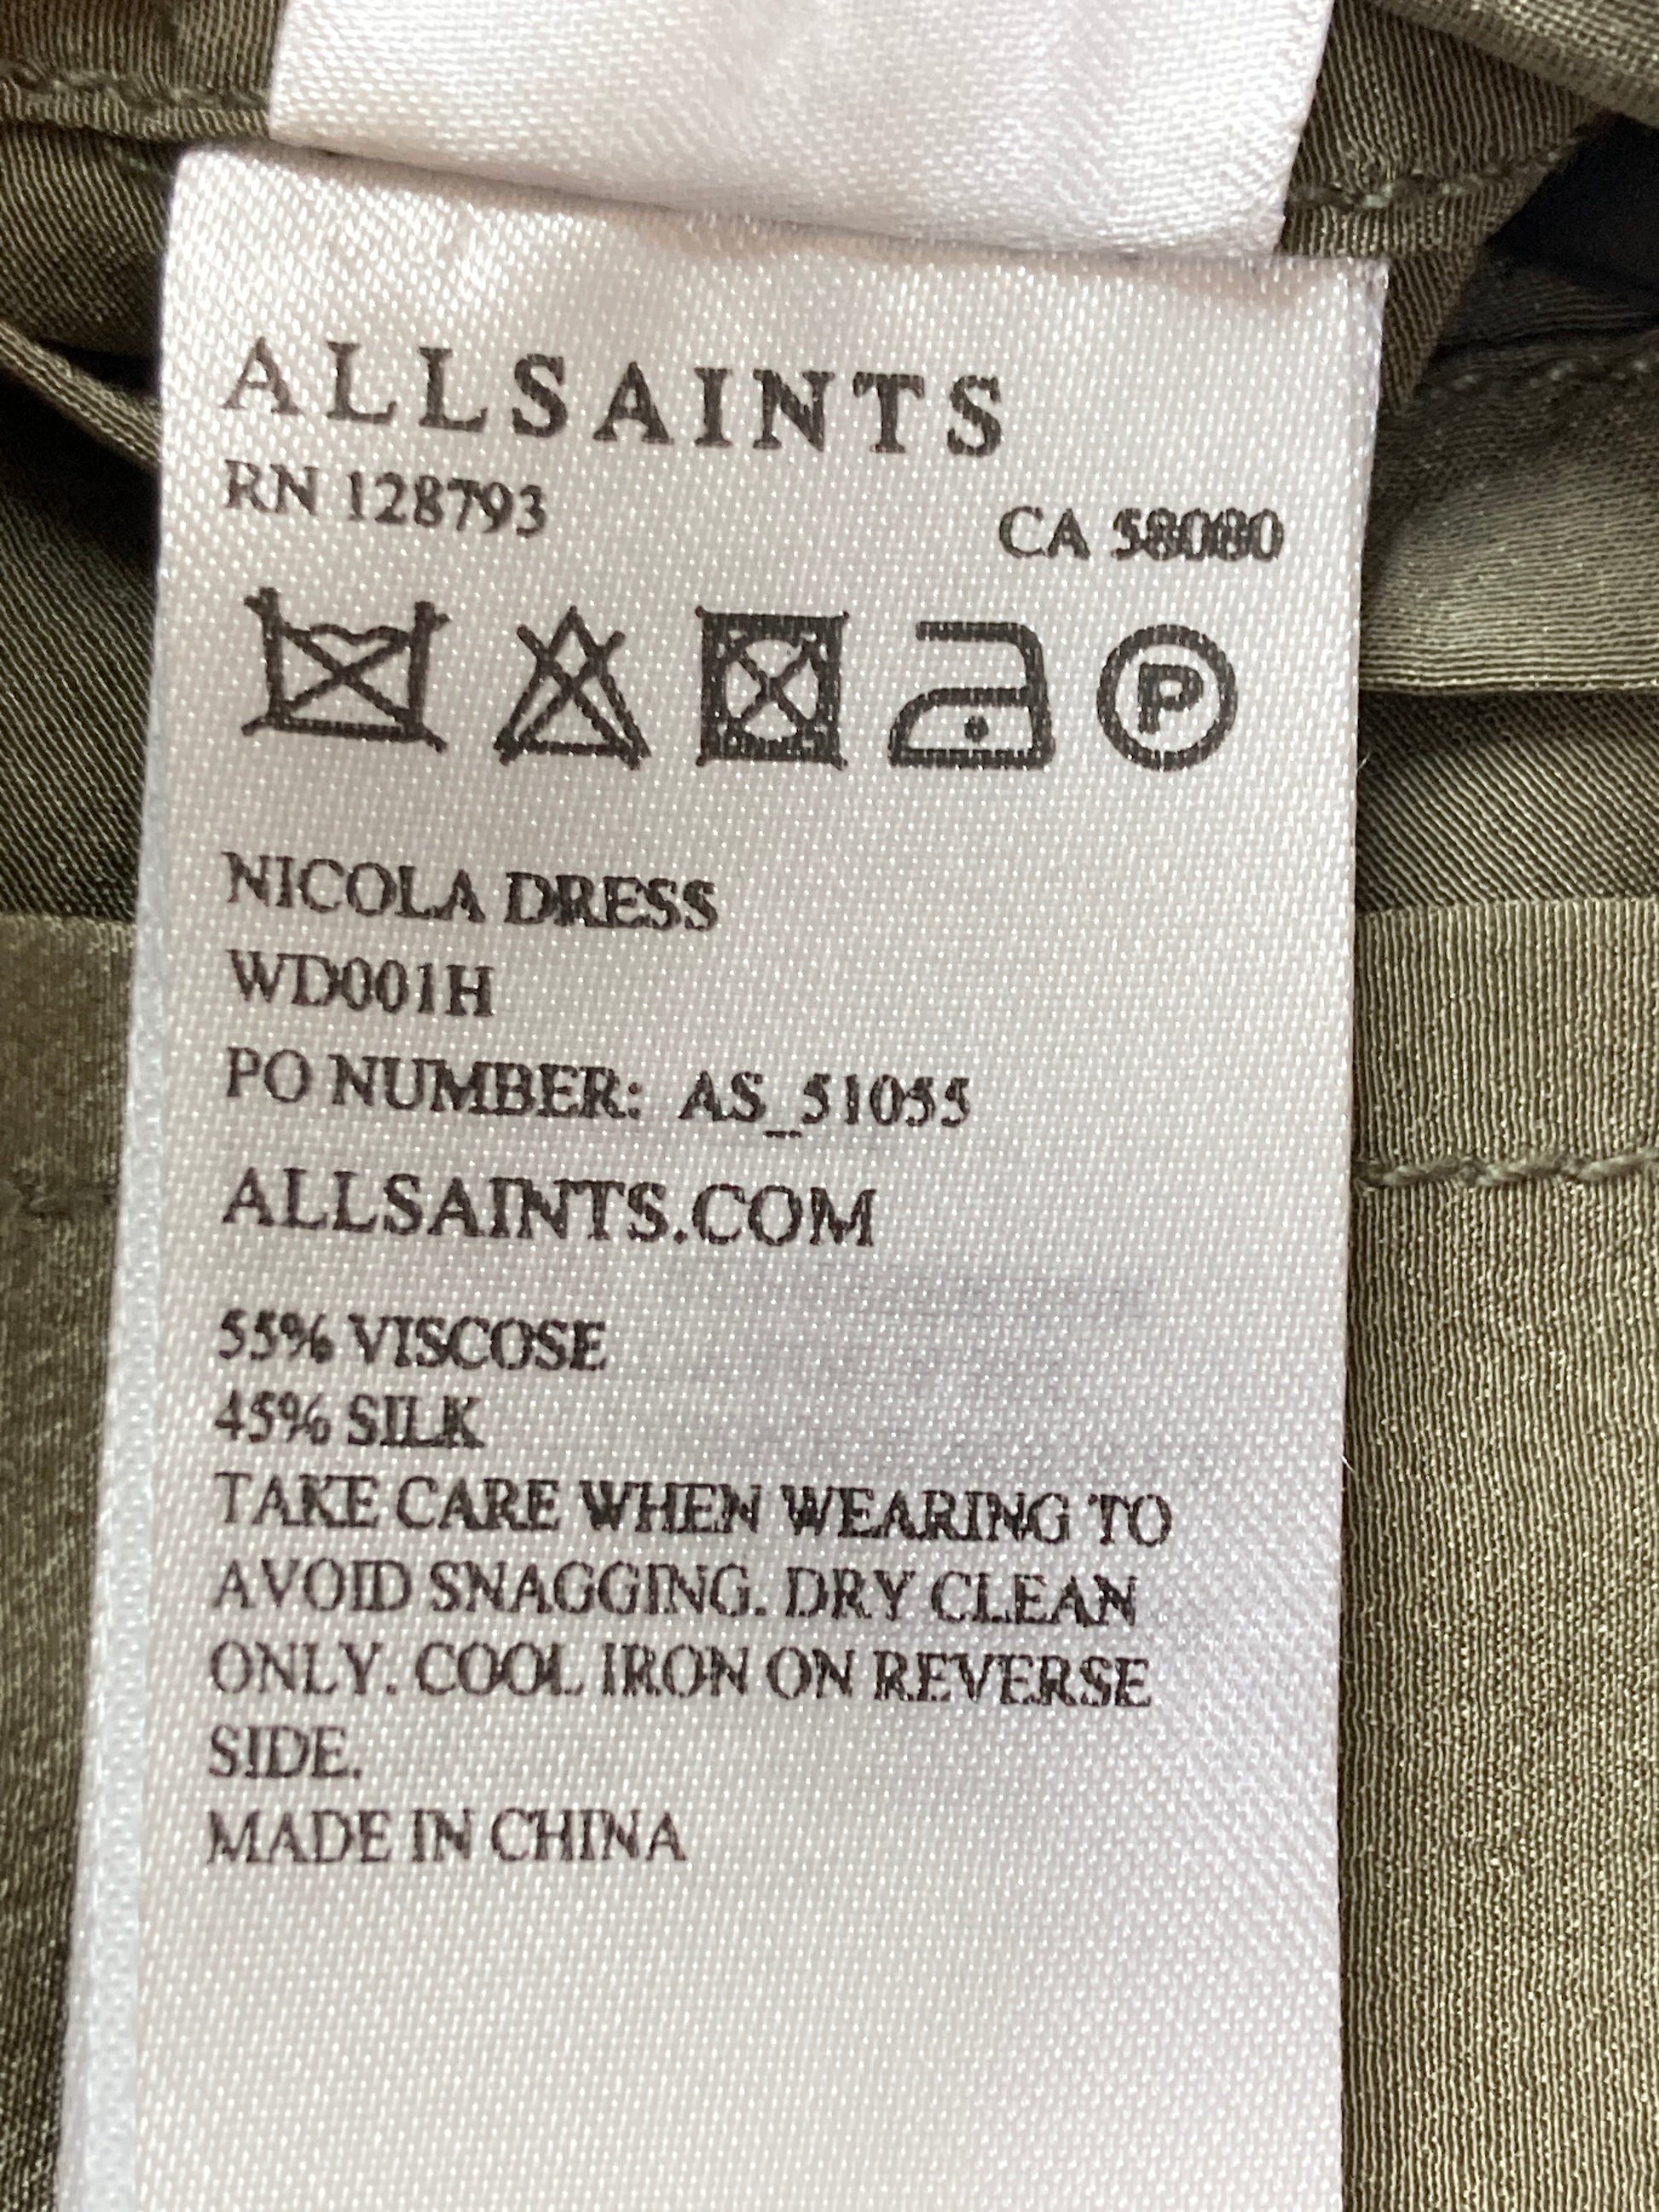 ALLSAINTS
RN 128793 CA 58080
P
NICOLA DRESS
WD001H
PO NUMBER: AS_51055
ALLSAINTS.COM
55% VISCOSE
45% SILK
TAKE CARE WHEN WEARING TO
AVOID SNAGGING. DRY CLEAN
ONLY. COOL IRON ON REVERSE
SIDE.
MADE IN CHINA